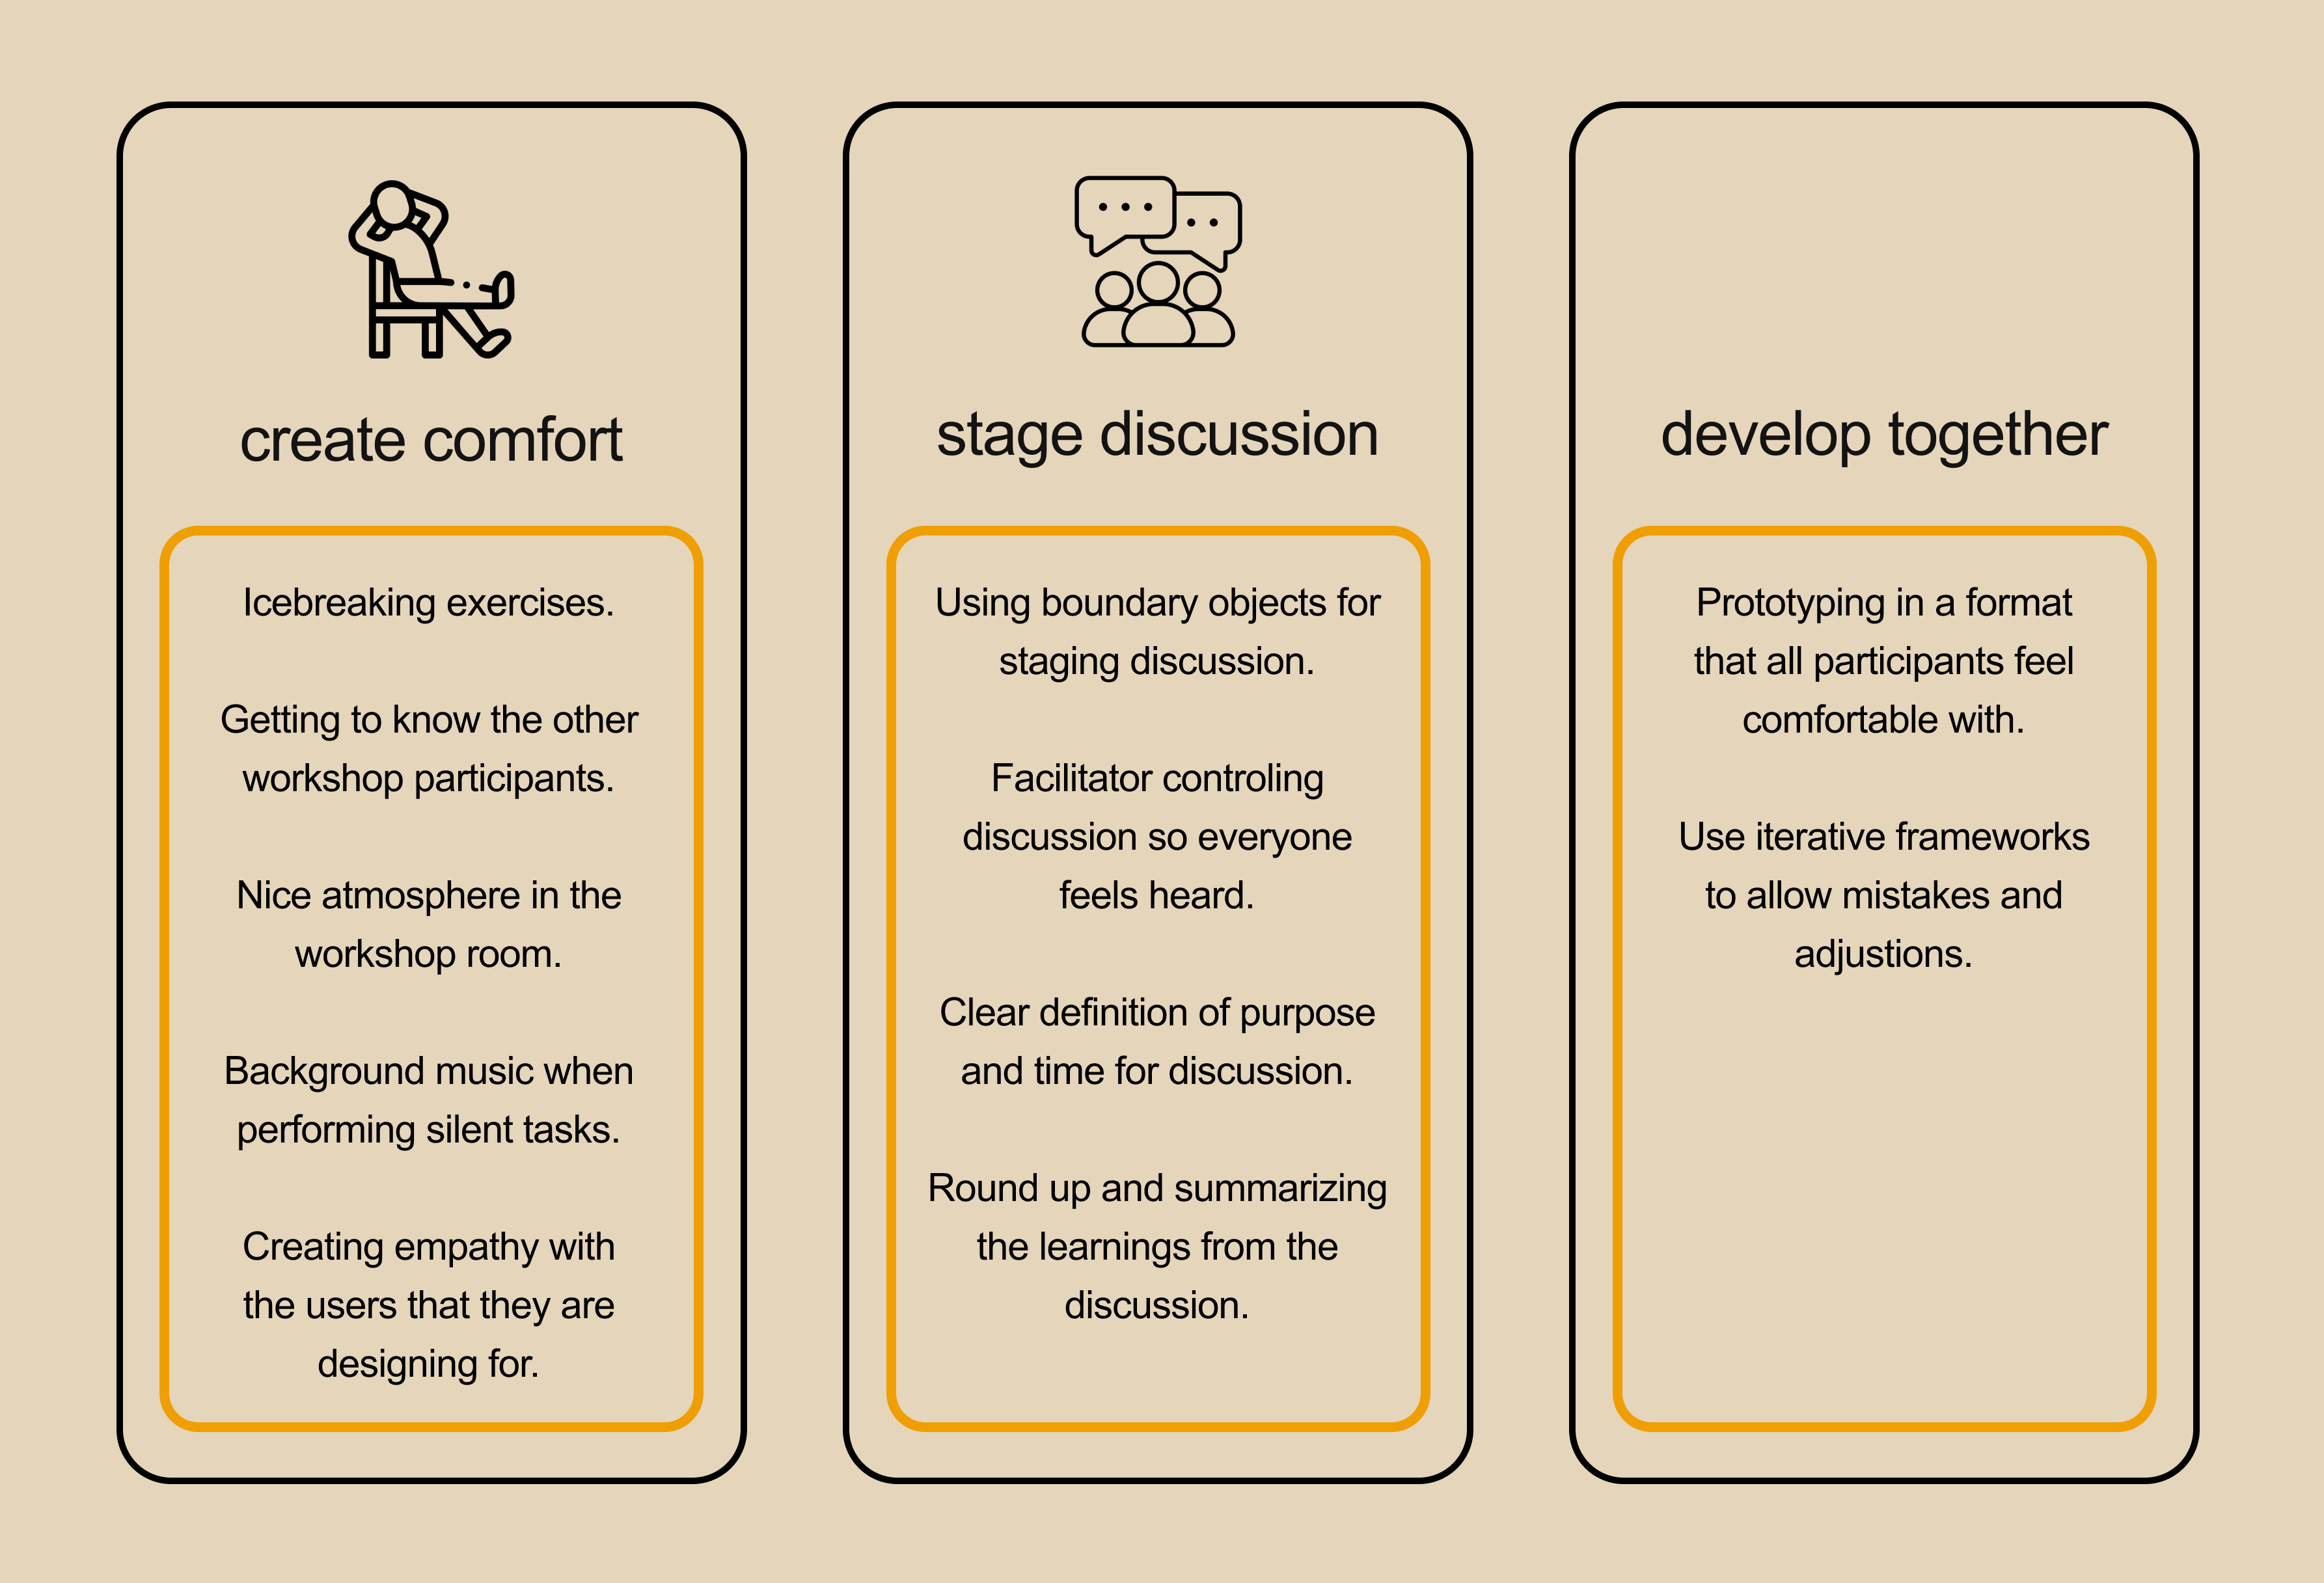 create comfort
Icebreaking exercises.
Getting to know the other
workshop participants.
Nice atmosphere in the
workshop room.
Background music when
performing silent tasks.
Creating empathy with
the users that they are
designing for.
stage discussion
Using boundary objects for
staging discussion.
Facilitator controling
discussion so everyone
feels heard.
Clear definition of purpose
and time for discussion.
Round up and summarizing
the learnings from the
discussion.
develop together
Prototyping in a format
that all participants feel
comfortable with.
Use iterative frameworks
to allow mistakes and
adjustions.